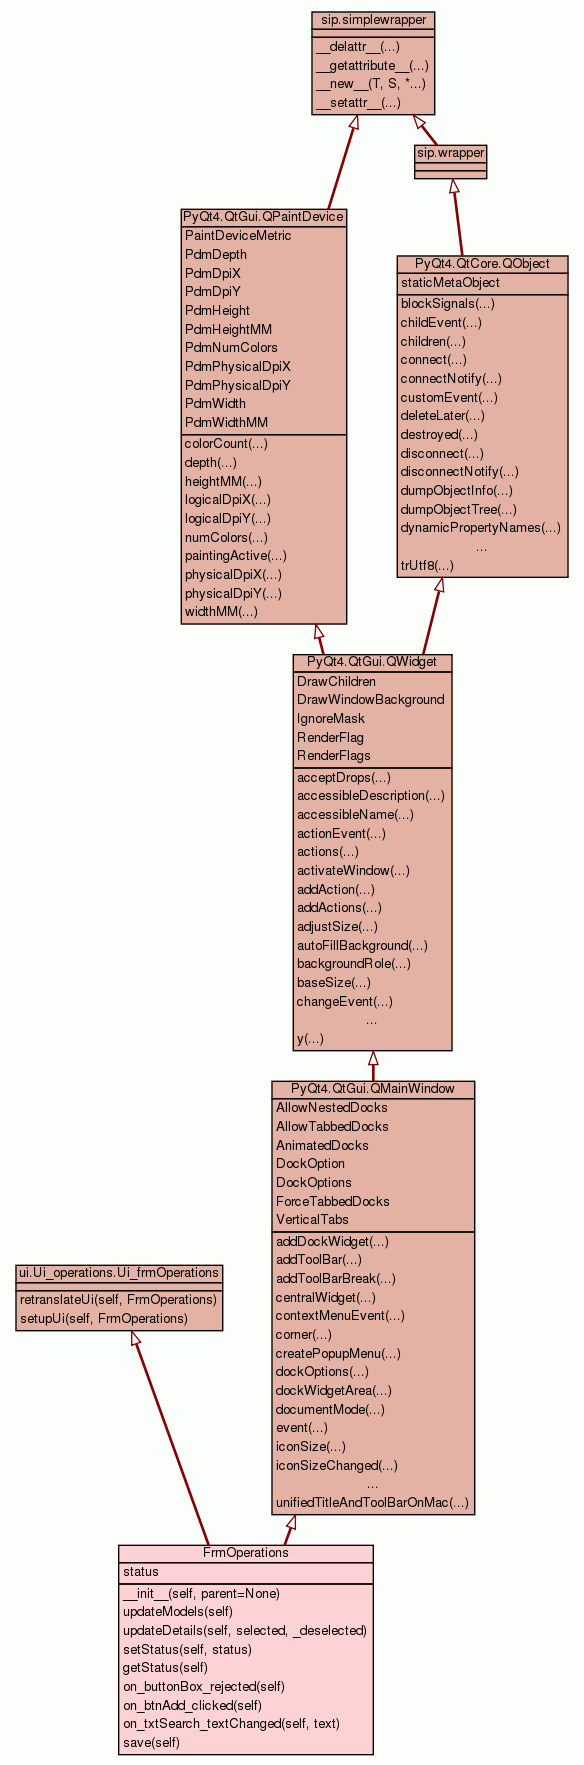 sip.simplewrapper
__delattr__(...)
__getattribute__(...)
__new__(T, S, *...)
__setattr__(...)
sip.wrapper
PyQt4.QtGui.QPaintDevice
PaintDeviceMetric
PdmDepth
PdmDpiX
PdmDpiY
PdmHeight
PdmHeightMM
PdmNumColors
PdmPhysicalDpiX
PdmPhysicalDpiY
PdmWidth
PdmWidthMM
colorCount(...)
depth(...)
heightMM(...)
logicalDpiX(...)
logicalDpiY(...)
numColors(...)
paintingActive(...)
physicalDpiX(...)
physicalDpiY(...)
widthMM(...)
PyQt4.QtCore.QObject
staticMetaObject
blockSignals(...)
childEvent(...)
children(...)
connect(...)
connectNotify(...)
customEvent(...)
deleteLater(...)
destroyed(...)
disconnect(...)
disconnectNotify(...)
dumpObjectInfo(...)
dumpObjectTree(...)
dynamicPropertyNames(...)
...
trUtf8(...)
PyQt4.QtGui.QWidget
DrawChildren
DrawWindowBackground
IgnoreMask
RenderFlag
RenderFlags
acceptDrops(...)
accessibleDescription(...)
accessibleName(...)
actionEvent(...)
actions(...)
activateWindow(...)
addAction(...)
addActions(...)
adjustSize(...)
autoFillBackground(...)
backgroundRole(...)
baseSize(...)
changeEvent(...)
...
y(...)
PyQt4.QtGui.QMainWindow
AllowNestedDocks
AllowTabbedDocks
AnimatedDocks
DockOption
DockOptions
ForceTabbedDocks
VerticalTabs
addDockWidget(...)
addToolBar(...)
addToolBarBreak(...)
centralWidget(...)
contextMenuEvent(...)
corner(...)
createPopupMenu(...)
dockOptions(...)
dockWidgetArea(...)
documentMode(...)
event(...)
iconSize(...)
iconSizeChanged(...)
...
unifiedTitleAndToolBarOnMac(...)
ui.Ui_operations.Ui_frmOperations
retranslateUi(self, FrmOperations)
setupUi(self, FrmOperations)
FrmOperations
status
__init__(self, parent=None)
updateModels(self)
updateDetails(self, selected, _deselected)
setStatus(self, status)
getStatus(self)
on_buttonBox_rejected(self)
on_btnAdd_clicked(self)
on_txtSearch_textChanged(self, text)
save(self)